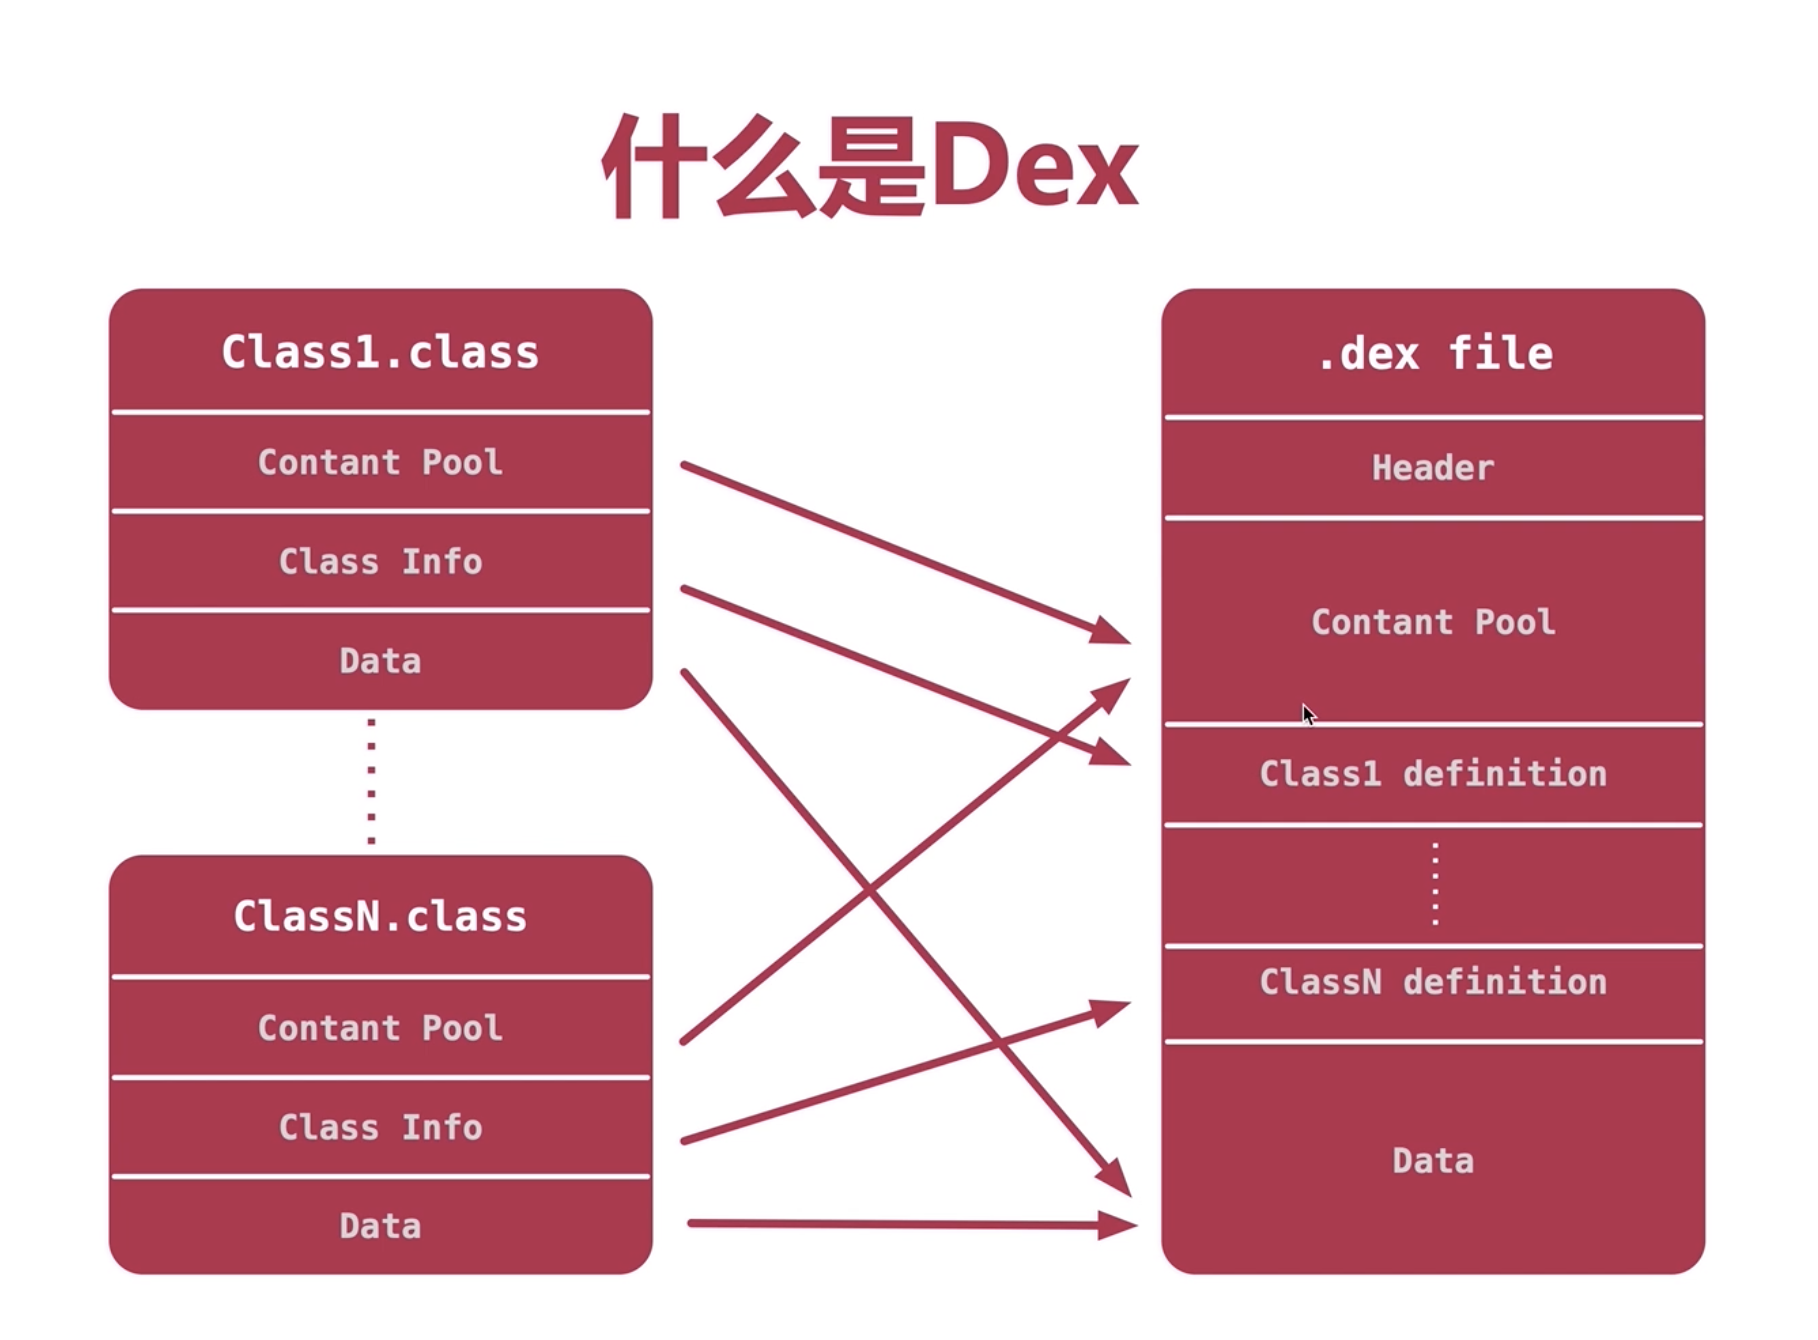 什么是Dex
Class1.class
Contant Pool
Class Info
Data
ClassN.class
Contant Pool
Class Info
Data
.dex file
Header
Contant Pool
Class1 definition
ClassN definition
Data